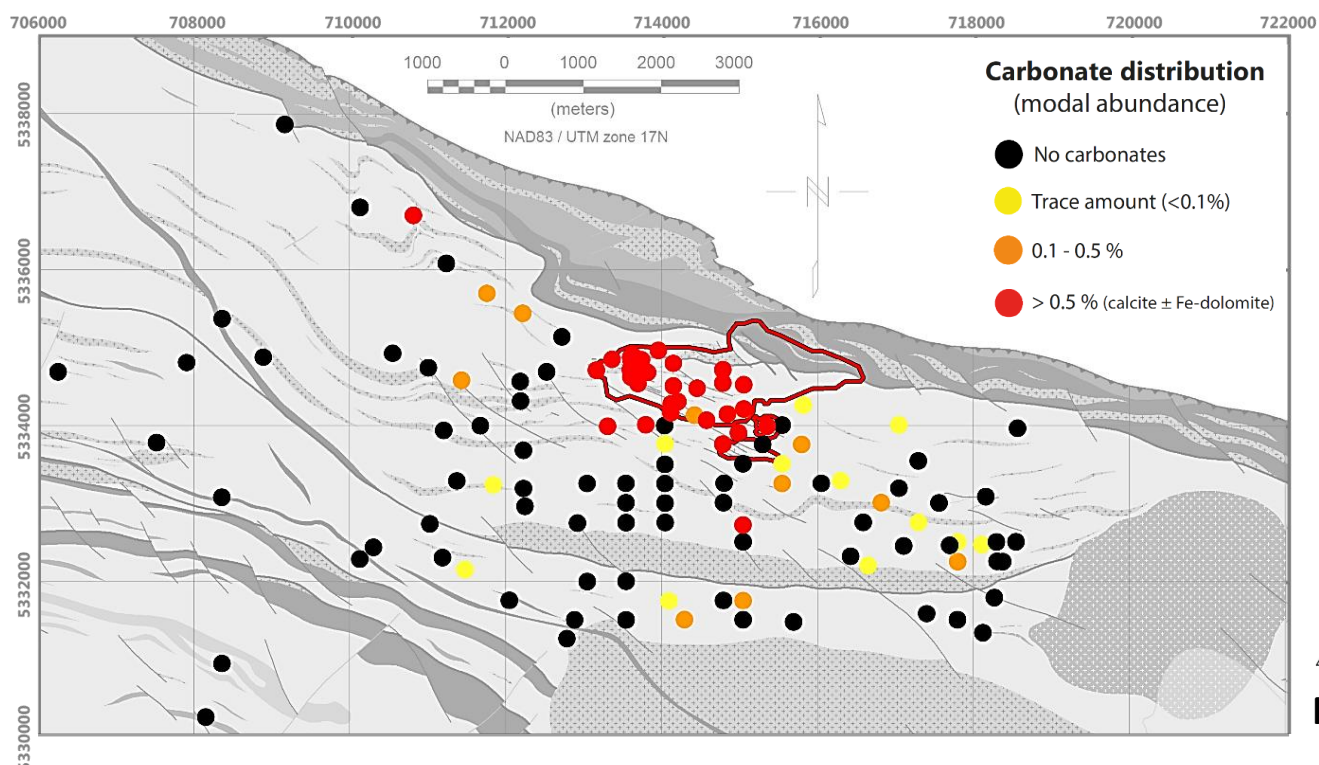 706000 708000 710000 712000 714000 716000 718000 720000 722000
1000 0 1000 2000 3000
(meters)
NAD83 / UTM zone 17N
N
Carbonate distribution
(modal abundance)
No carbonates
Trace amount (<0.1%)
0.1 - 0.5 %
> 0.5 % (calcite ± Fe-dolomite)
5338000
5336000
5334000
5332000
5330000